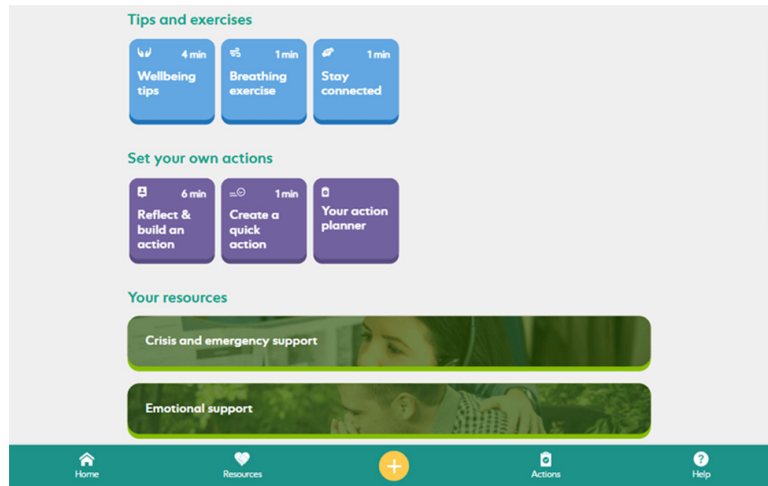 Tips and exercises
4 min
Wellbeing
tips
1 min
Breathing
exercise
1 min
Stay
connected
Set your own actions
6 min
Reflect &
build an
action
1 min
Create a
quick
action
Your action
planner
Your resources
Crisis and emergency support
Emotional support
Home
Resources
+
Actions
? Help